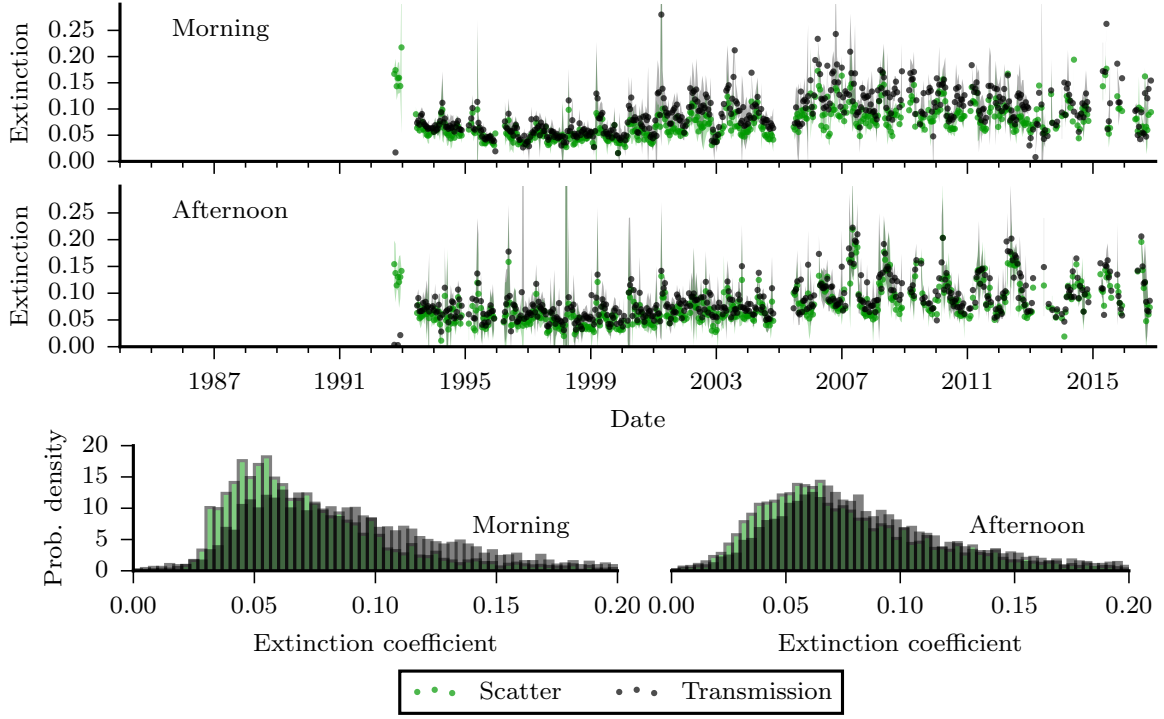 Extinction
0.25
0.20
0.15
0.10
0.05
0.00
Morning
Extinction
0.25
0.20
0.15
0.10
0.05
0.00
Afternoon
1987 1991 1995 1999 2003 2007 2011 2015
Date
Prob. density
20
15
10
5
0
Morning
0.00 0.05 0.10 0.15 0.20
Extinction coefficient
Afternoon
0.00 0.05 0.10 0.15 0.20
Extinction coefficient
Scatter Transmission